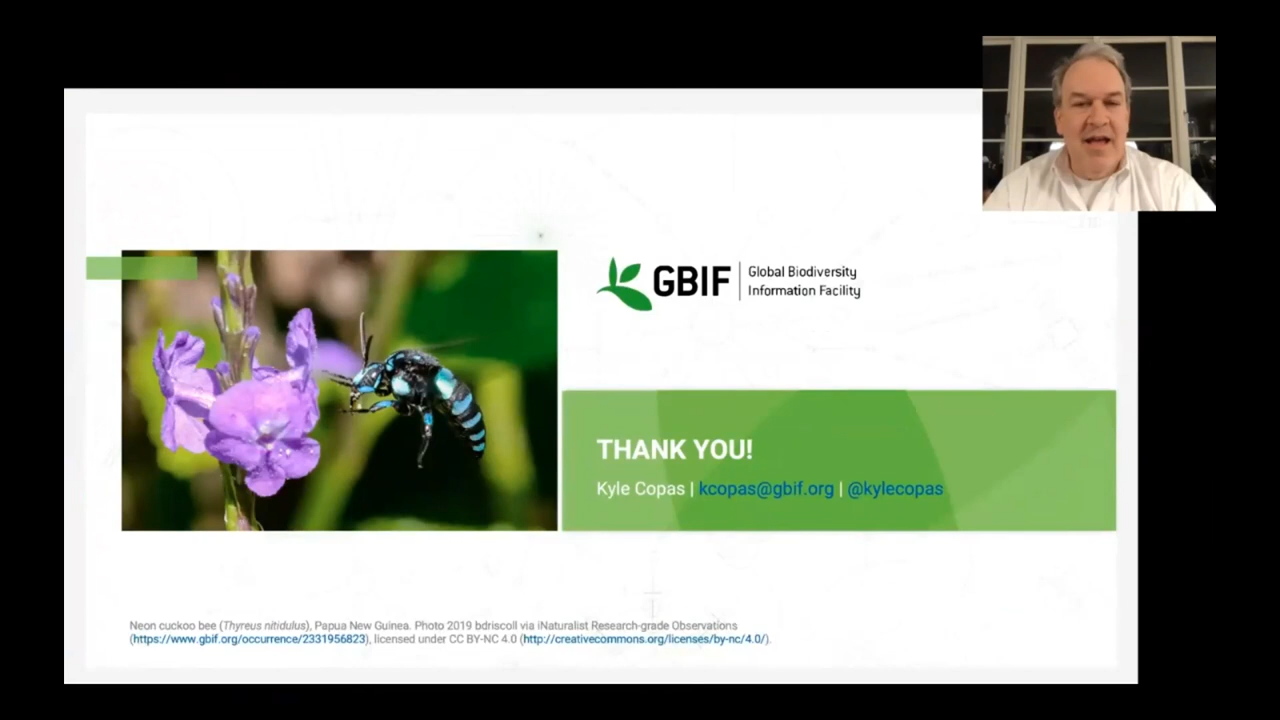 GBIF
Global Biodiversity
Information Facility
THANK YOU!
Kyle Copas | kcopas@gbif.org | @kylecopas
Neon cuckoo bee (Thyreus nitidulus), Papua New Guinea. Photo 2019 bdriscoll via iNaturalist Research-grade Observations
(https://www.gbif.org/occurrence/2331956823), licensed under CC BY-NC 4.0 (http://creativecommons.org/licenses/by-nc/4.0/).